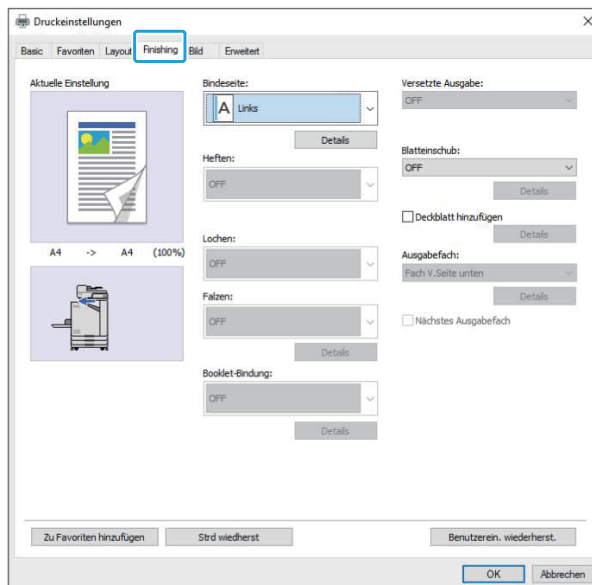 Druckeinstellungen
Basic Favoriten Layout Finishing Bild Erweitert
Aktuelle Einstellung
A4 -> A4 (100%)
Bindeseite:
A Links
Details
Heften:
OFF
Lochen:
OFF
Falzen:
OFF
Details
Booklet-Bindung:
OFF
Details
Versetzte Ausgabe:
OFF
Blatteinschub:
OFF
Details
Deckblatt hinzufügen
Details
Ausgabefach:
Fach V.Seite unten
Details
Nächstes Ausgabefach
Zu Favoriten hinzufügen Strd wiedherst Benutzerein. wiederherst.
OK Abbrechen